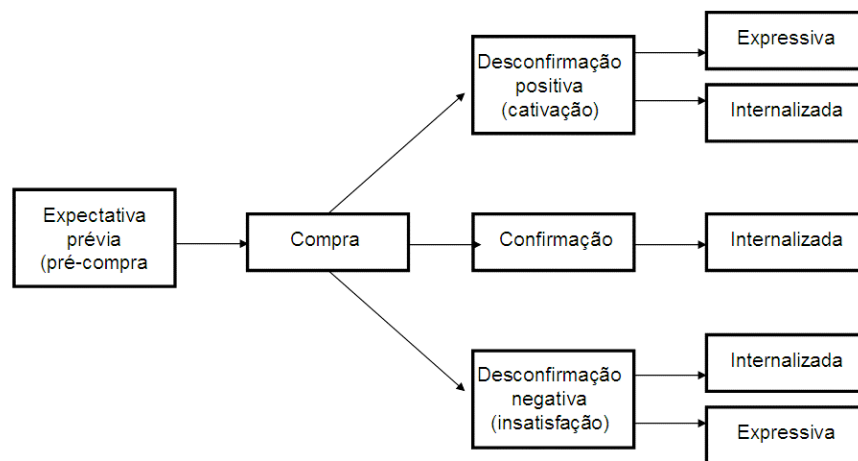 Expectativa
prévia
(pré-compra
Compra
Desconfirmação
positiva
(cativação)
Expressiva
Internalizada
Confirmação
Internalizada
Desconfirmação
negativa
(insatisfação)
Internalizada
Expressiva